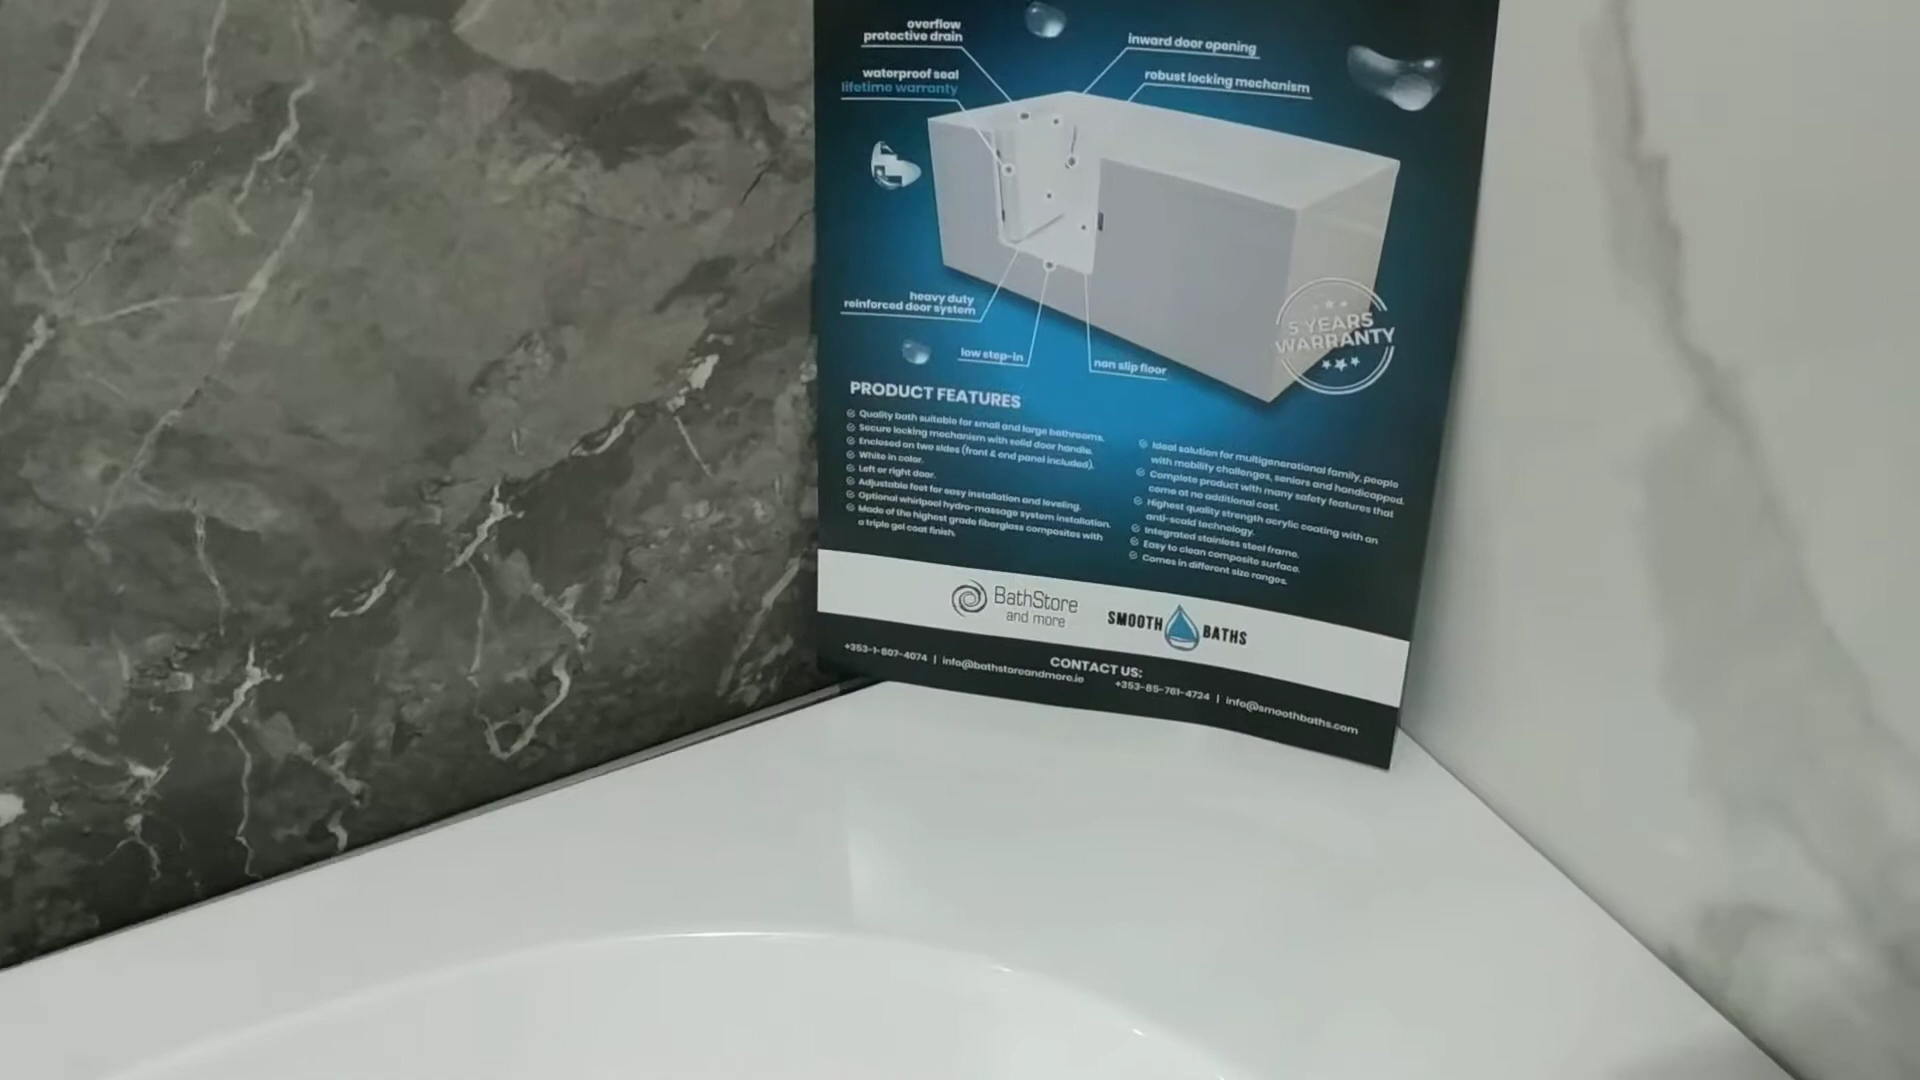 overflow
protective drain
waterproof seal
lifetime warranty
inward door opening
robust locking mechanism
heavy duty
reinforced door system
low step-in
non slip floor
5 YEARS
WARRANTY
PRODUCT FEATURES
Quality bath suitable for small and large bathrooms.
Secure locking mechanism with solid door handle.
Enclosed on two sides (front & end panel included).
White in color.
Left or right door.
Adjustable feet for easy installation and leveling.
Optional whirlpool hydro-massage system installation.
Made of the highest grade fiberglass composites with
a triple gel coat finish.
Ideal solution for multigenerational family, people
with mobility challenges, seniors and handicapped.
Complete product with many safety features that
come at no additional cost.
Highest quality strength acrylic coating with an
anti-scald technology.
Integrated stainless steel frame.
Easy to clean composite surface.
Comes in different size ranges.
BathStore
and more
SMOOTH BATHS
CONTACT US:
+353-1-607-4074 | info@bathstoreandmore.ie
+353-85-761-4724 | info@smoothbaths.com